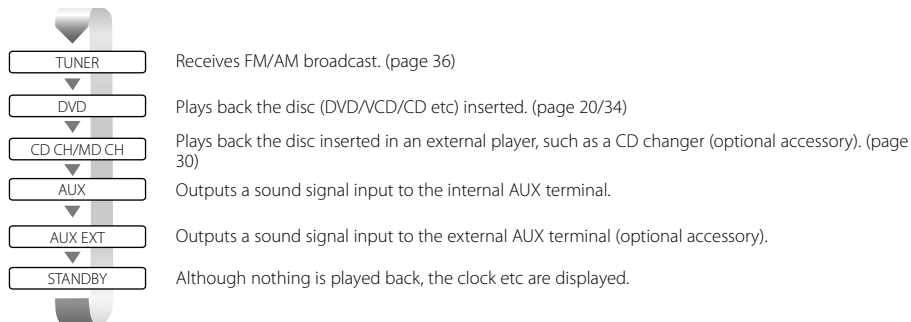 TUNER
Receives FM/AM broadcast. (page 36)
DVD
Plays back the disc (DVD/VCD/CD etc) inserted. (page 20/34)
CD CH/MD CH
Plays back the disc inserted in an external player, such as a CD changer (optional accessory). (page
30)
AUX
Outputs a sound signal input to the internal AUX terminal.
AUX EXT
Outputs a sound signal input to the external AUX terminal (optional accessory).
STANDBY
Although nothing is played back, the clock etc are displayed.